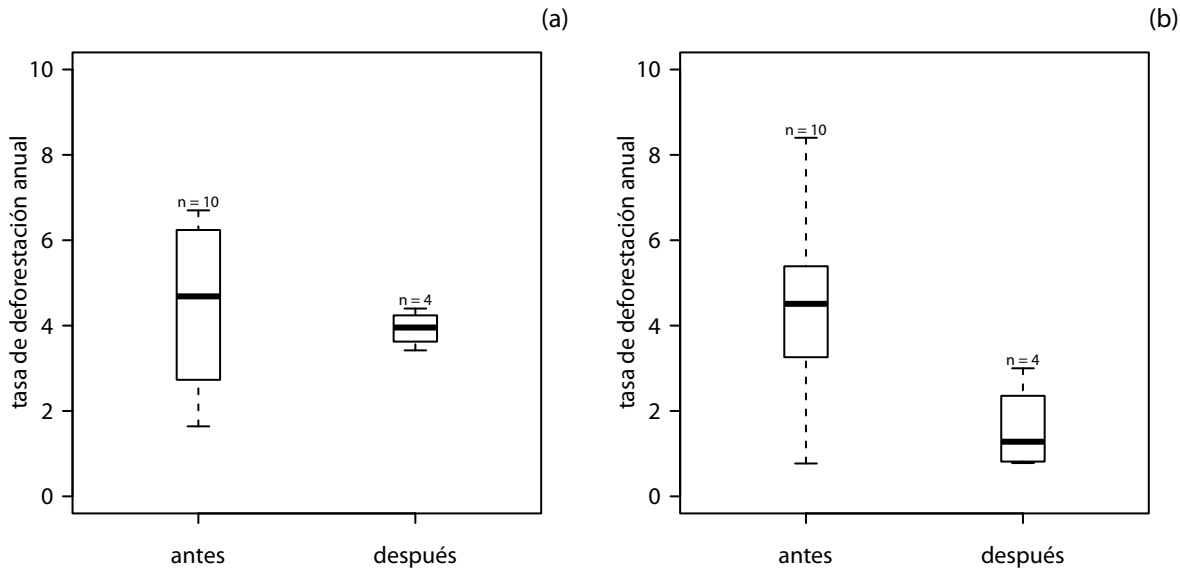 (a)
tasa de deforestación anual
10
8
6
4
2
0
n = 10
n = 4
antes
después
(b)
tasa de deforestación anual
10
8
6
4
2
0
n = 10
n = 4
antes
después